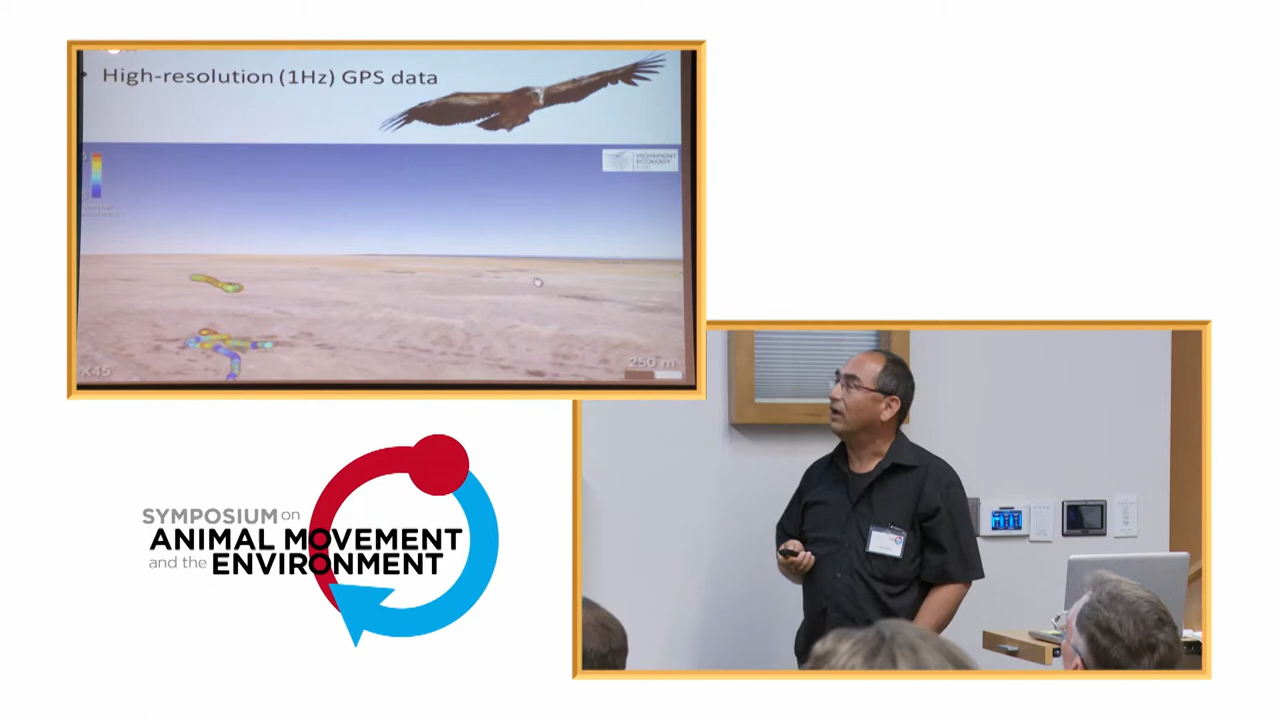 • High-resolution (1Hz) GPS data
MOVEMENT
ECOLOGY
X45
250 m
SYMPOSIUM on
ANIMAL MOVEMENT
and the ENVIRONMENT